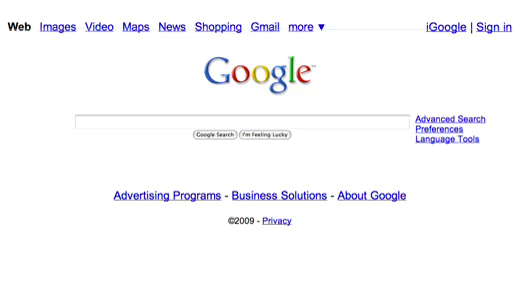 Web Images Video Maps News Shopping Gmail more ▼ iGoogle | Sign in
Google™
Advanced Search
Preferences
Language Tools
Google Search I'm Feeling Lucky
Advertising Programs - Business Solutions - About Google
©2009 - Privacy